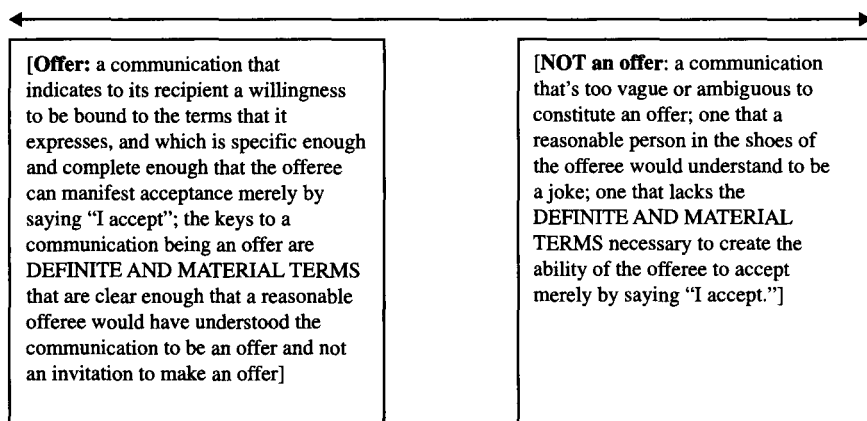 [Offer: a communication that
indicates to its recipient a willingness
to be bound to the terms that it
expresses, and which is specific enough
and complete enough that the offeree
can manifest acceptance merely by
saying “I accept”; the keys to a
communication being an offer are
DEFINITE AND MATERIAL TERMS
that are clear enough that a reasonable
offeree would have understood the
communication to be an offer and not
an invitation to make an offer]
[NOT an offer: a communication
that's too vague or ambiguous to
constitute an offer; one that a
reasonable person in the shoes of
the offeree would understand to be
a joke; one that lacks the
DEFINITE AND MATERIAL
TERMS necessary to create the
ability of the offeree to accept
merely by saying “I accept.”]